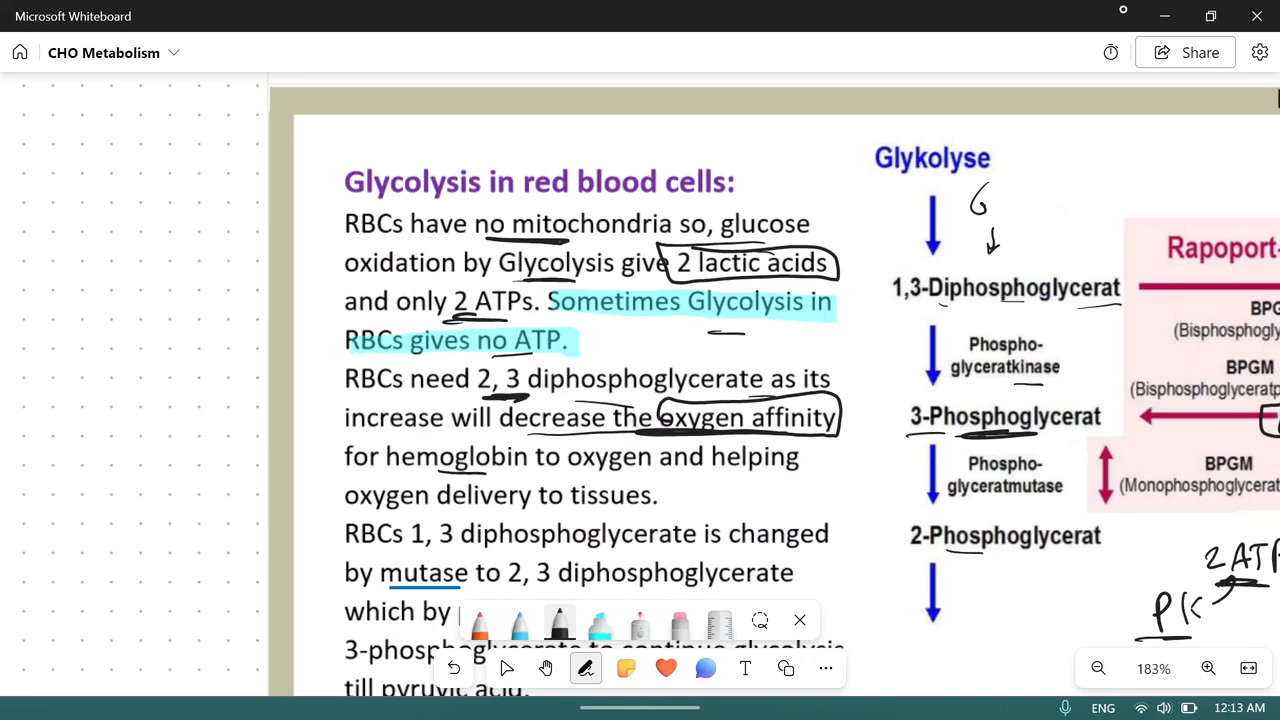 Microsoft Whiteboard
CHO Metabolism
Share
Glycolysis in red blood cells:
RBCs have no mitochondria so, glucose
oxidation by Glycolysis give 2 lactic acids
and only 2 ATPs. Sometimes Glycolysis in
RBCs gives no ATP.
RBCs need 2, 3 diphosphoglycerate as its
increase will decrease the oxygen affinity
for hemoglobin to oxygen and helping
oxygen delivery to tissues.
RBCs 1, 3 diphosphoglycerate is changed
by mutase to 2, 3 diphosphoglycerate
which by
3-phosphoglycerate to continue glycolysis
till pyruvic acid.
Glykolyse
G
1,3-Diphosphoglycerat
Phospho-
glyceratkinase
3-Phosphoglycerat
Phospho-
glyceratmutase
2-Phosphoglycerat
Rapoport-
BPG
(Bisphosphogly
BPGM
(Bisphosphoglyceratp
BPGM
(Monophosphoglycerat
2 ATP
PK
T
183%
ENG
12:13 AM